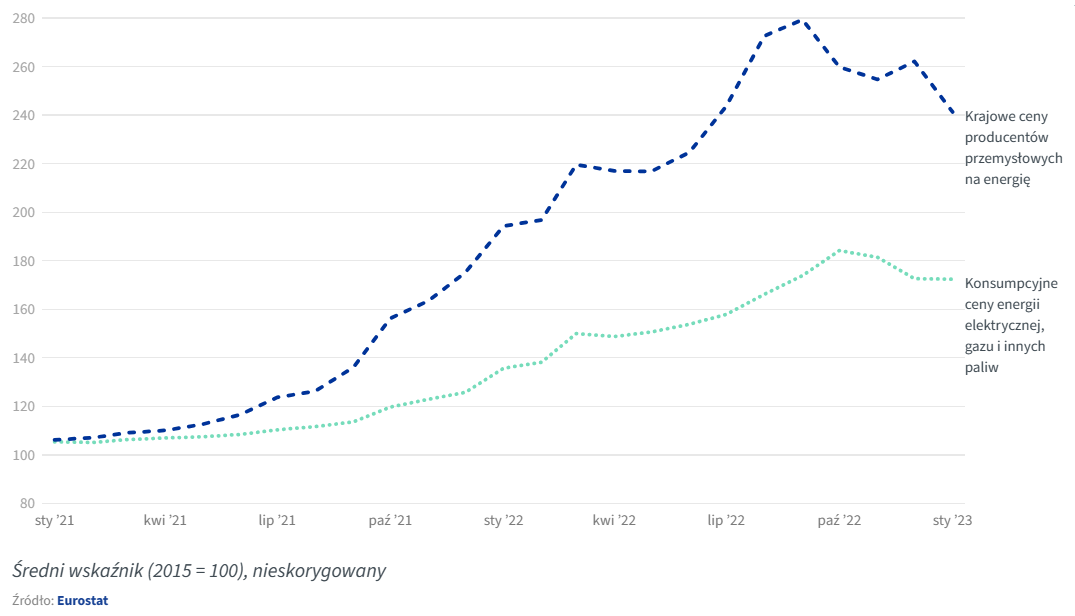 280
260
240
220
200
180
160
140
120
100
80
sty ’21
kwi ’21
lip ’21
paź ’21
sty ’22
kwi ’22
lip ’22
paź ’22
sty ’23
Krajowe ceny
producentów
przemysłowych
na energię
Konsumpcyjne
ceny energii
elektrycznej,
gazu i innych
paliw
Średni wskaźnik (2015 = 100), nieskorygowany
Źródło: Eurostat